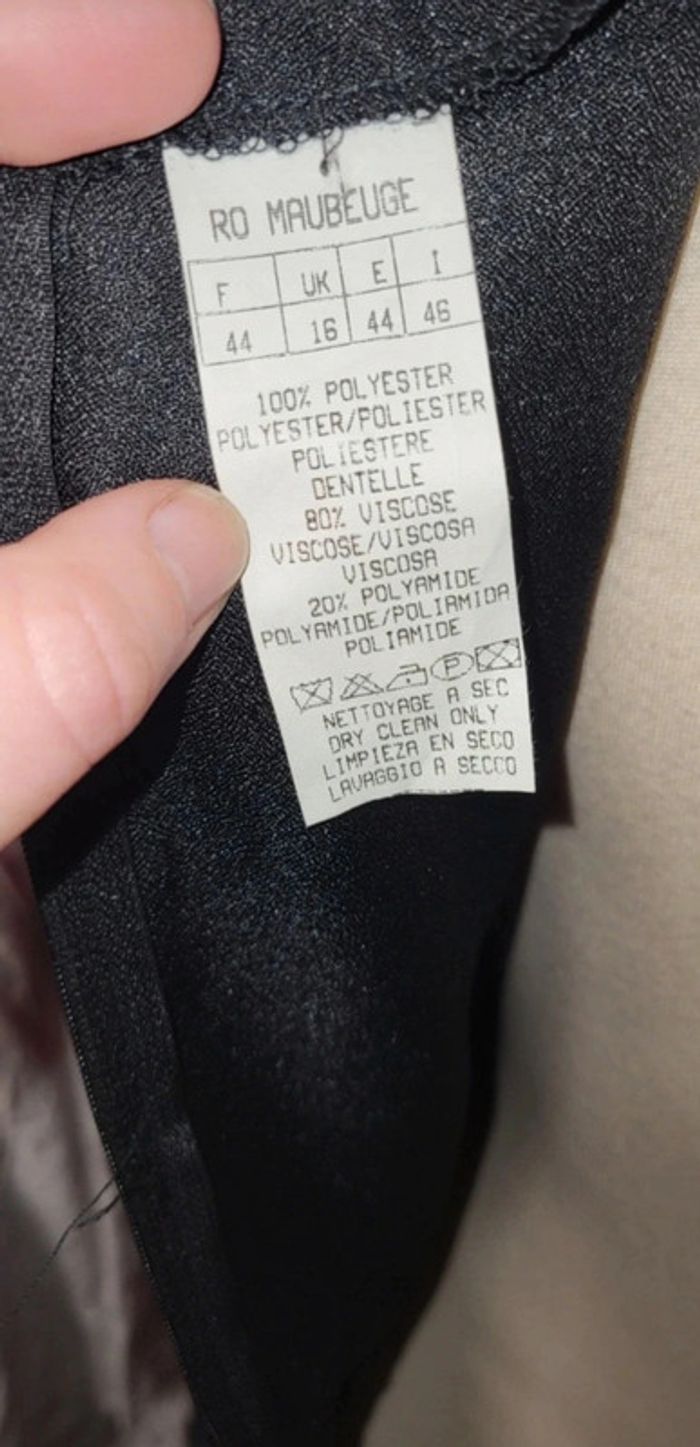 RO MAUBEUGE
F UK E I
44 16 44 46
100% POLYESTER
POLYESTER/POLIESTER
POLIESTERE
DENTELLE
80% VISCOSE
VISCOSE/VISCOSA
VISCOSA
20% POLYAMIDE
POLYAMIDE/POLIAMIDA
POLIAMIDE
P
NETTOYAGE A SEC
DRY CLEAN ONLY
LIMPIEZA EN SECO
LAVAGGIO A SECCO